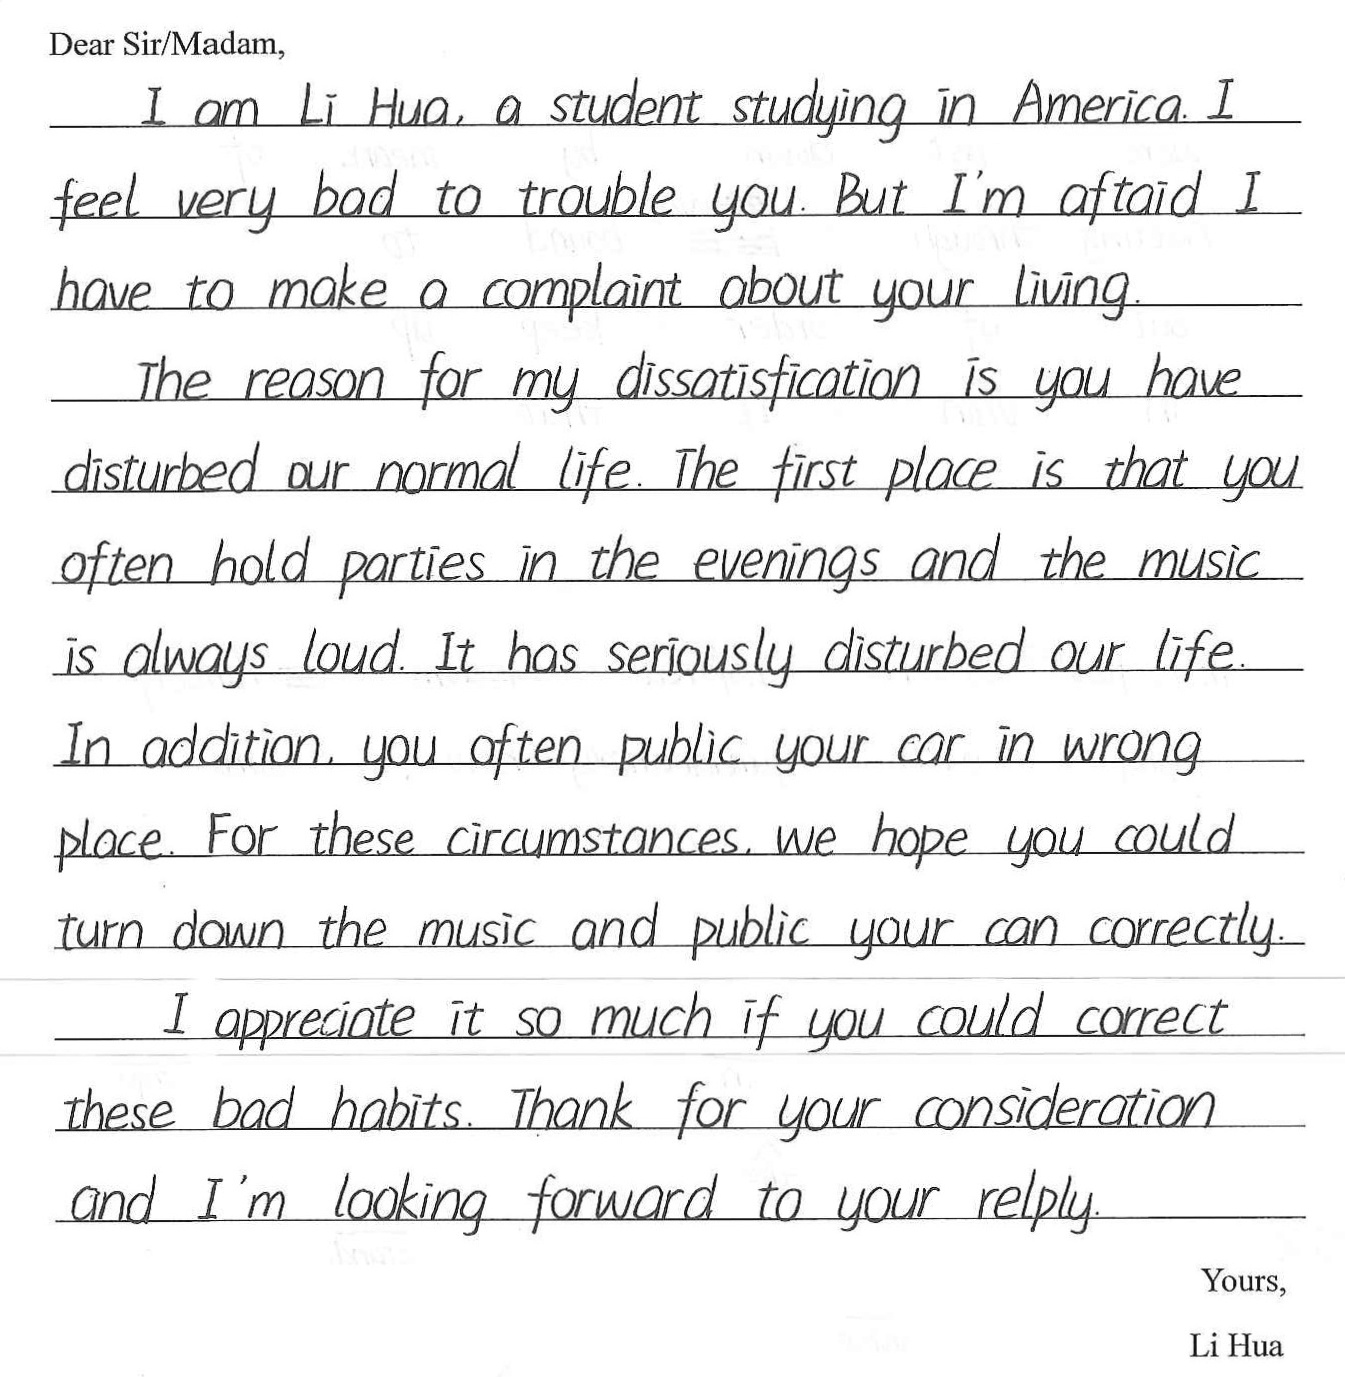 Dear Sir/Madam,
I am Li Hua, a student studying in America. I
feel very bad to trouble you. But I'm aftaid I
have to make a complaint about your living.
The reason for my dissatisfication is you have
disturbed our normal life. The first place is that you
often hold parties in the evenings and the music
is always loud. It has seriously disturbed our life.
In addition, you often public your car in wrong
place. For these circumstances, we hope you could
turn down the music and public your can correctly.
I appreciate it so much if you could correct
these bad habits. Thank for your consideration
and I'm looking forward to your relply.
Yours,
Li Hua